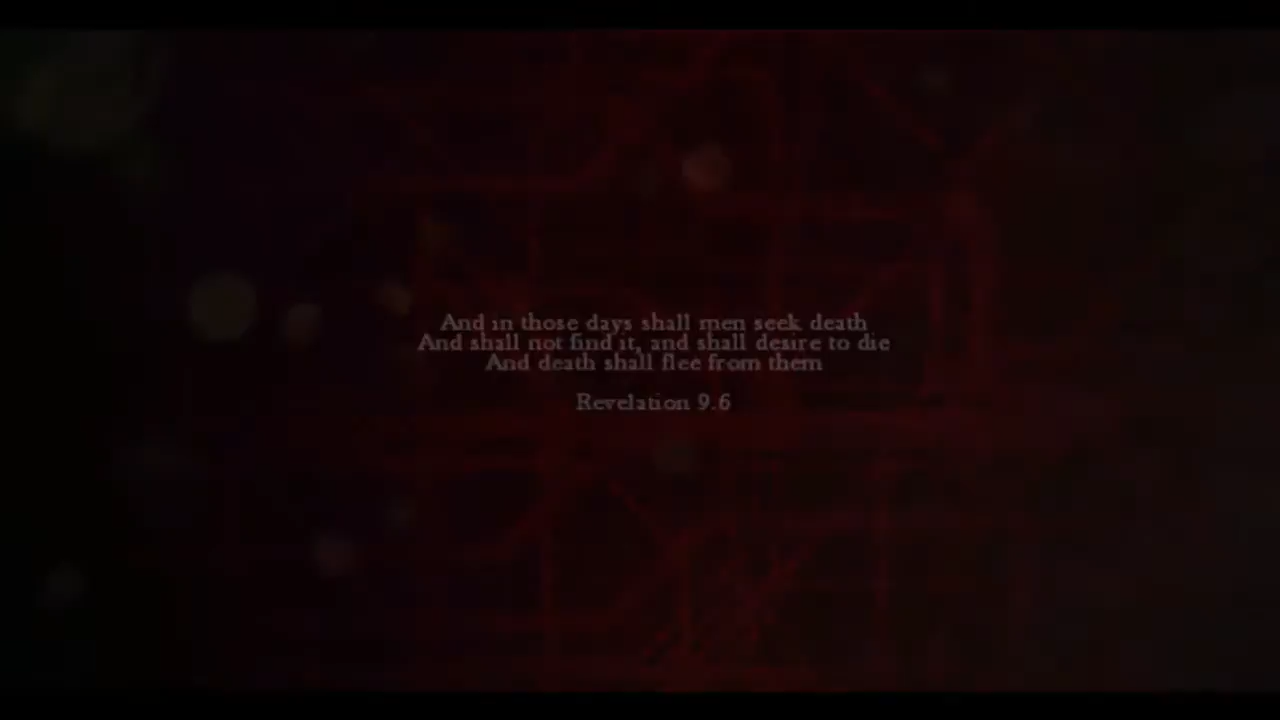 And in those days shall men seek death
And shall not find it, and shall desire to die
And death shall flee from them
Revelation 9.6